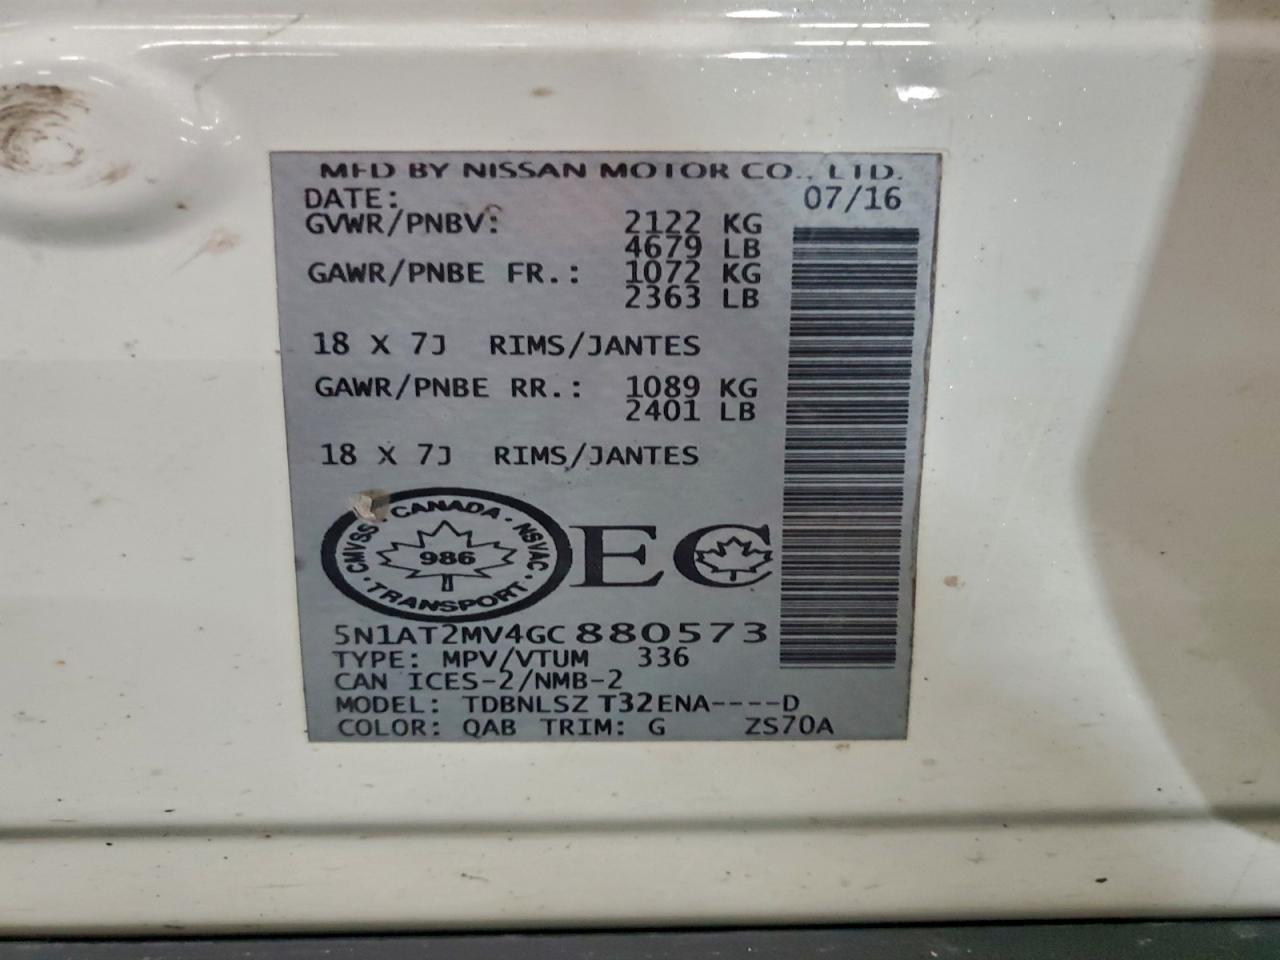 MFD BY NISSAN MOTOR CO., LTD.
DATE: 07/16
GVWR/PNBV: 2122 KG
4679 LB
GAWR/PNBE FR.: 1072 KG
2363 LB
18 X 7J RIMS/JANTES
GAWR/PNBE RR.: 1089 KG
2401 LB
18 X 7J RIMS/JANTES
CMVSS · CANADA · NSVAC · TRANSPORT ·
986
EC
5N1AT2MV4GC880573
TYPE: MPV/VTUM 336
CAN ICES-2/NMB-2
MODEL: TDBNLSZ T32ENA----D
COLOR: QAB TRIM: G ZS70A